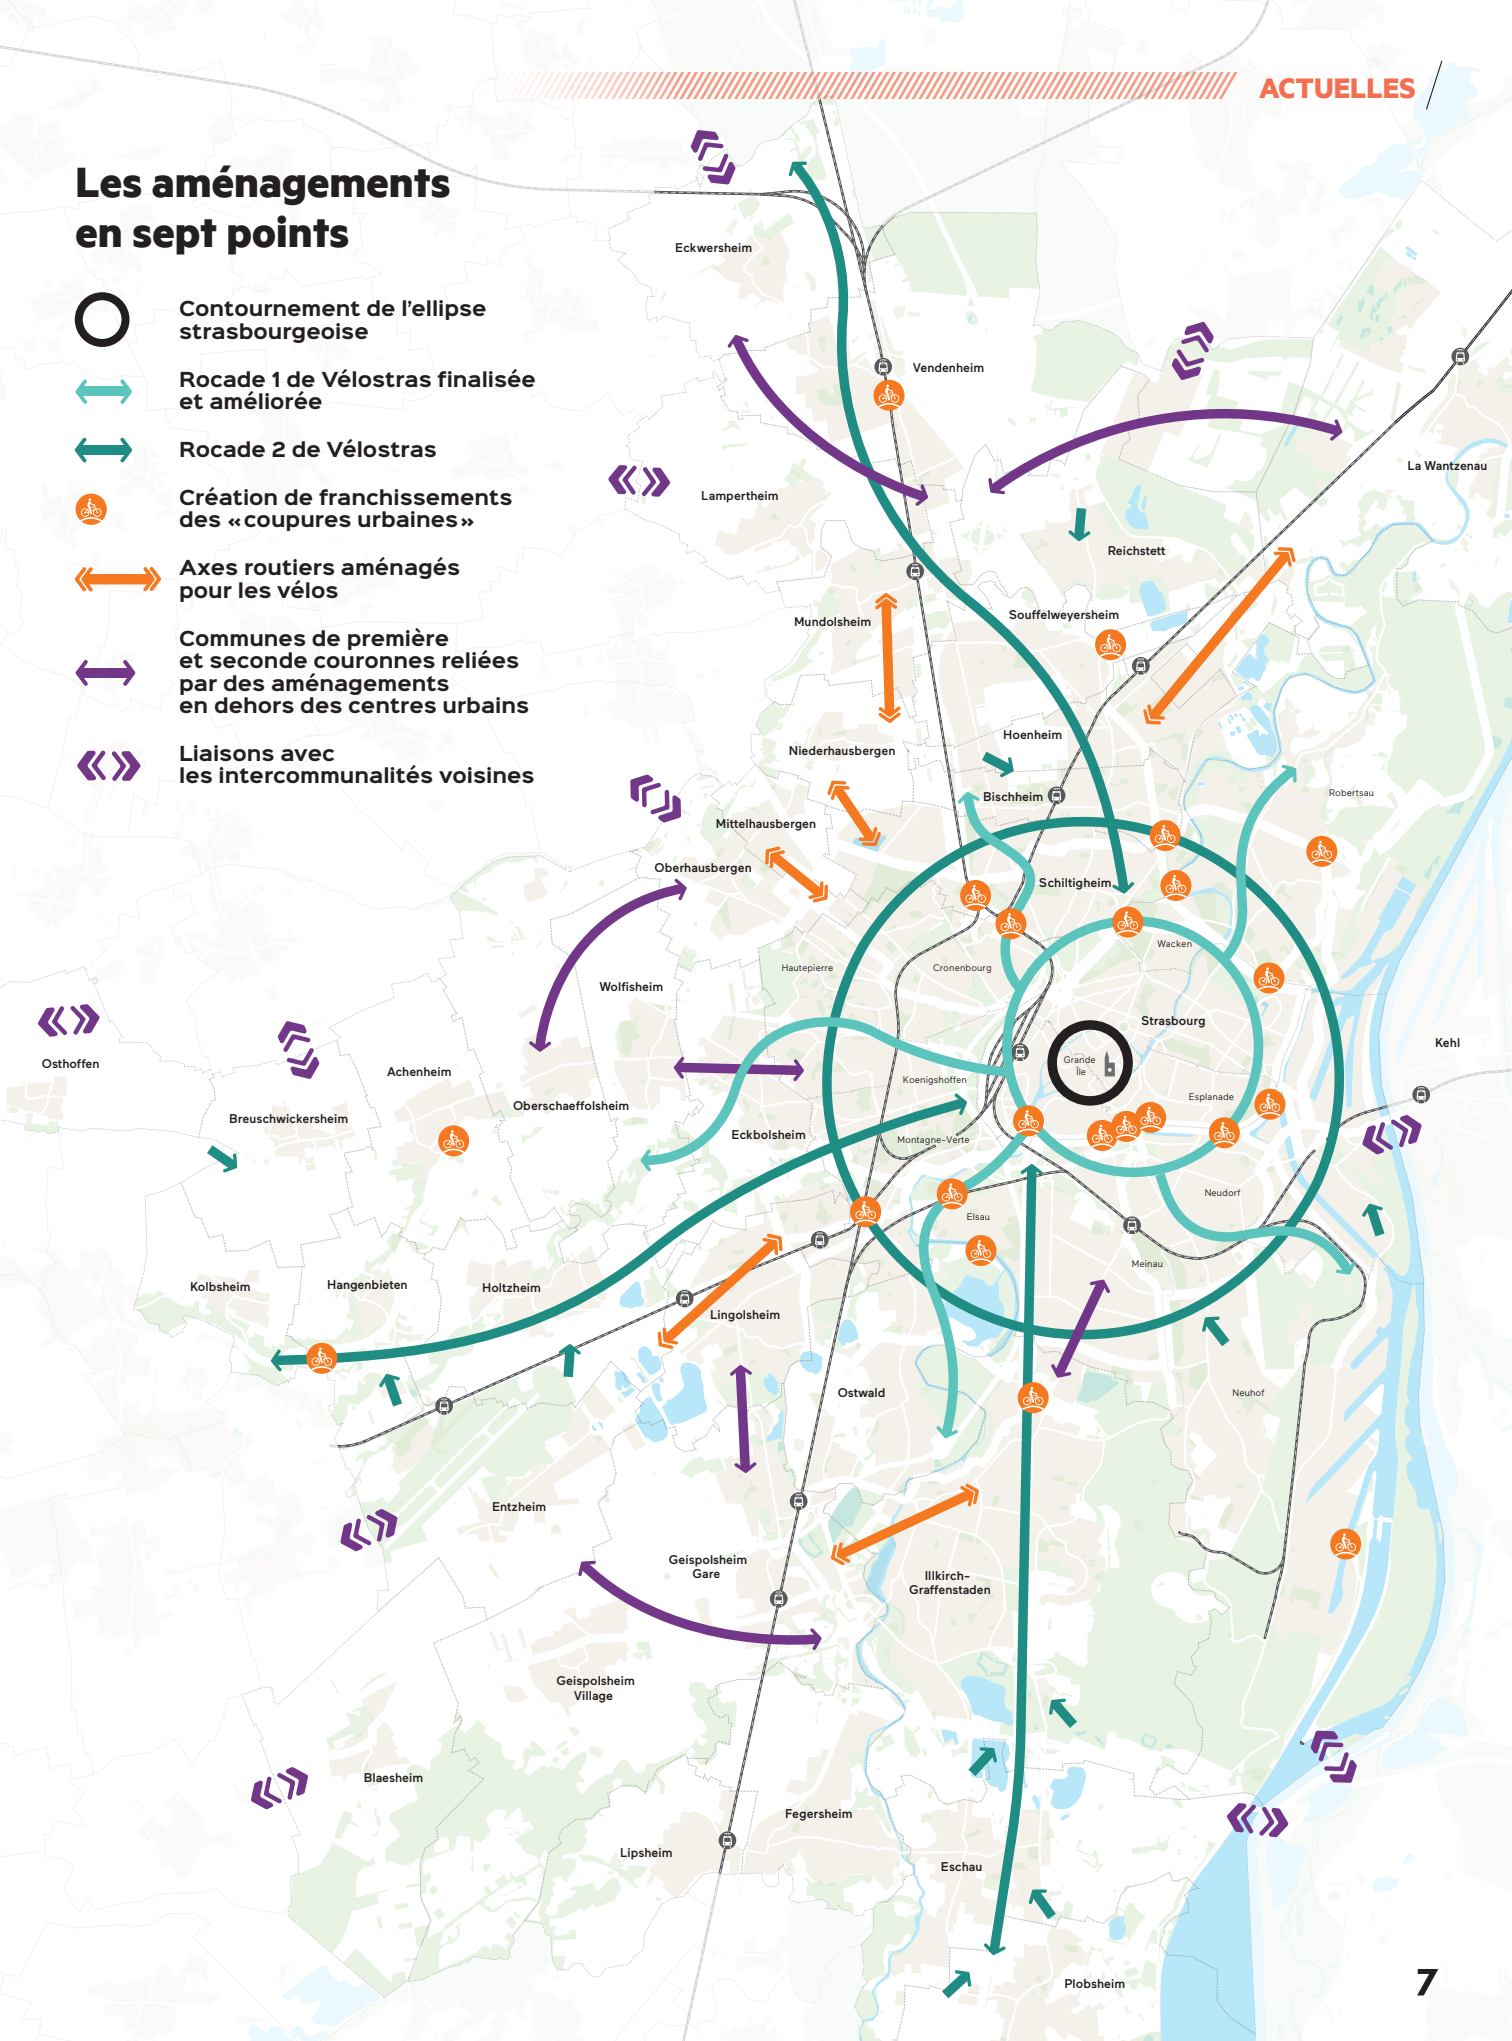 ACTUELLES
Les aménagements
en sept points
Contournement de l'ellipse
strasbourgeoise
Rocade 1 de Vélostras finalisée
et améliorée
Rocade 2 de Vélostras
Création de franchissements
des «coupures urbaines»
Axes routiers aménagés
pour les vélos
Communes de première
et seconde couronnes reliées
par des aménagements
en dehors des centres urbains
Liaisons avec
les intercommunalités voisines
Eckwersheim
Vendenheim
La Wantzenau
Lampertheim
Reichstett
Souffelweyersheim
Mundolsheim
Hoenheim
Niederhausbergen
Bischheim
Robertsau
Mittelhausbergen
Oberhausbergen
Schiltigheim
Wacken
Hautepierre
Cronenbourg
Wolfisheim
Strasbourg
Kehl
Osthoffen
Grande
Île
Achenheim
Koenigshoffen
Esplanade
Oberschaeffolsheim
Breuschwickersheim
Eckbolsheim
Montagne-Verte
Neudorf
Elsau
Meinau
Kolbsheim
Hangenbieten
Holtzheim
Lingolsheim
Ostwald
Neuhof
Entzheim
Geispolsheim
Gare
Illkirch-
Graffenstaden
Geispolsheim
Village
Blaesheim
Fegersheim
Lipsheim
Eschau
Plobsheim
7